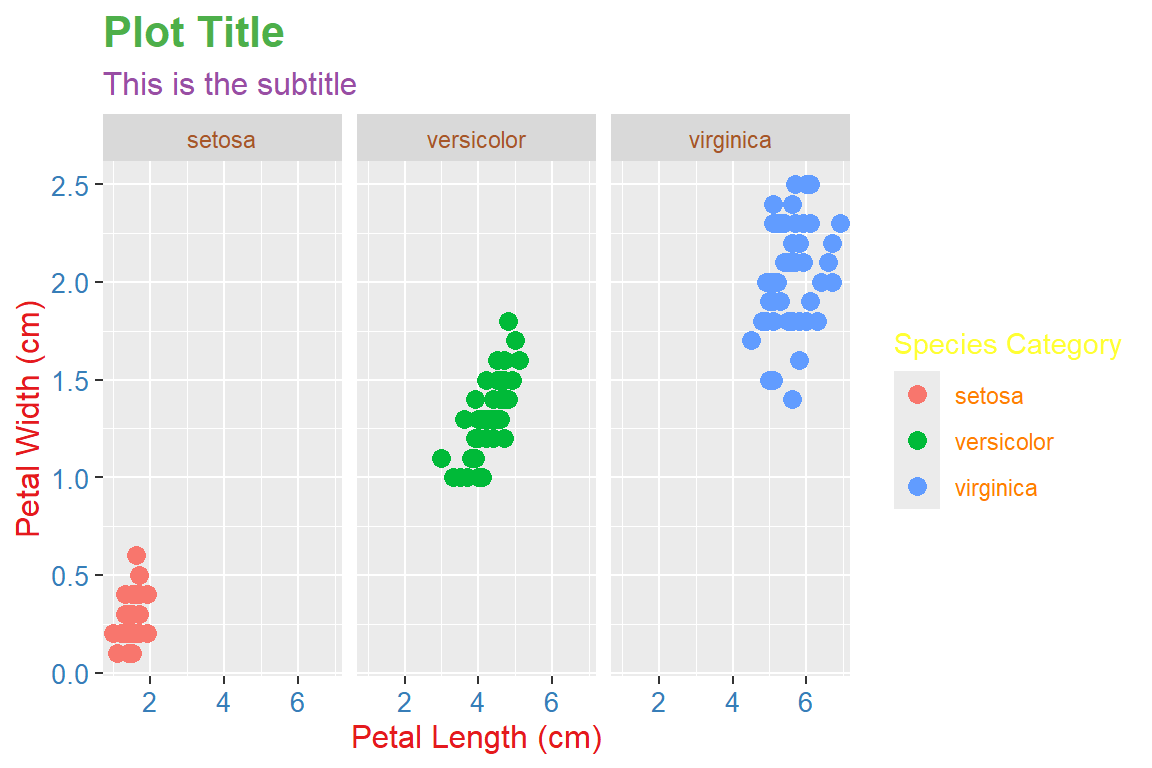 Plot Title
This is the subtitle
setosa versicolor virginica
2.5
2.0
1.5
1.0
0.5
0.0
Petal Width (cm)
2 4 6 2 4 6 2 4 6
Petal Length (cm)
Species Category
setosa
versicolor
virginica